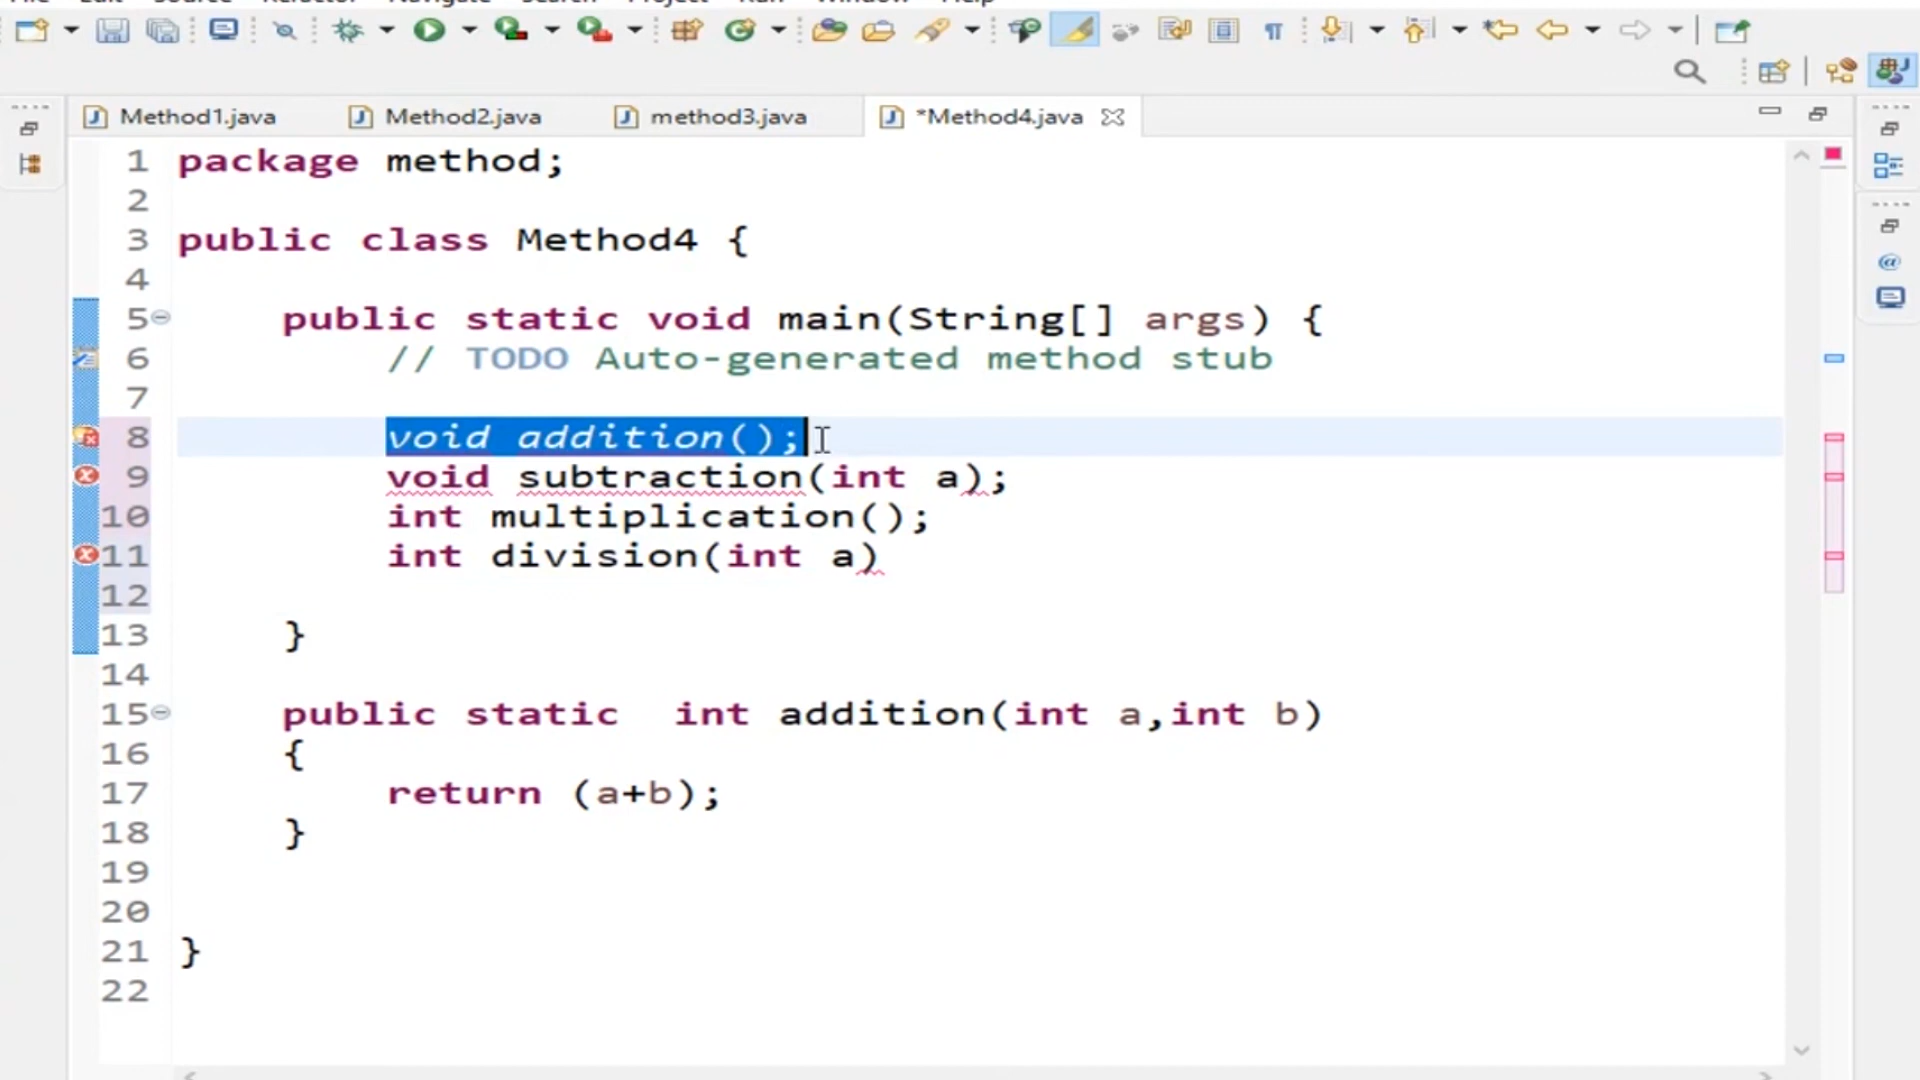 Method1.java
Method2.java
method3.java
*Method4.java
1 package method;
2
3 public class Method4 {
4
5 public static void main(String[] args) {
6 // TODO Auto-generated method stub
7
8 void addition();
9 void subtraction(int a);
10 int multiplication();
11 int division(int a)
12
13 }
14
15 public static  int addition(int a,int b)
16 {
17 return (a+b);
18 }
19
20
21 }
22